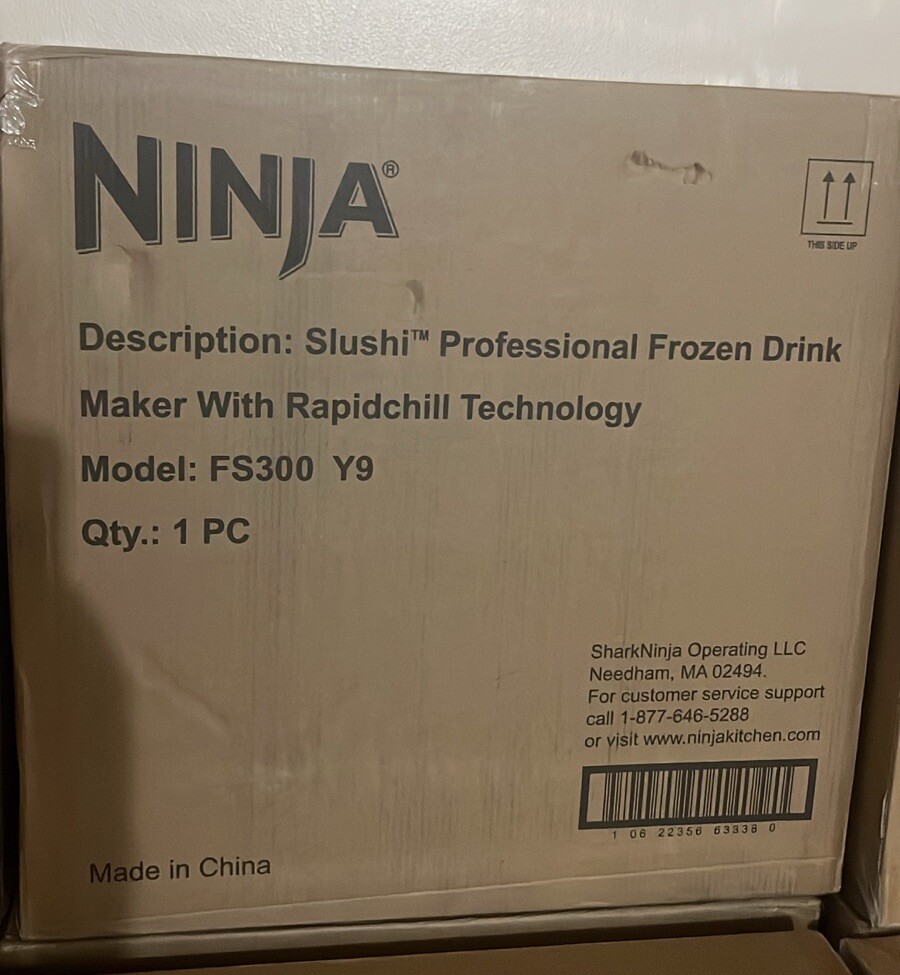 NINJA®
THIS SIDE UP
Description: Slushi™ Professional Frozen Drink
Maker With Rapidchill Technology
Model: FS300 Y9
Qty.: 1 PC
SharkNinja Operating LLC
Needham, MA 02494.
For customer service support
call 1-877-646-5288
or visit www.ninjakitchen.com
1 06 22356 63338 0
Made in China